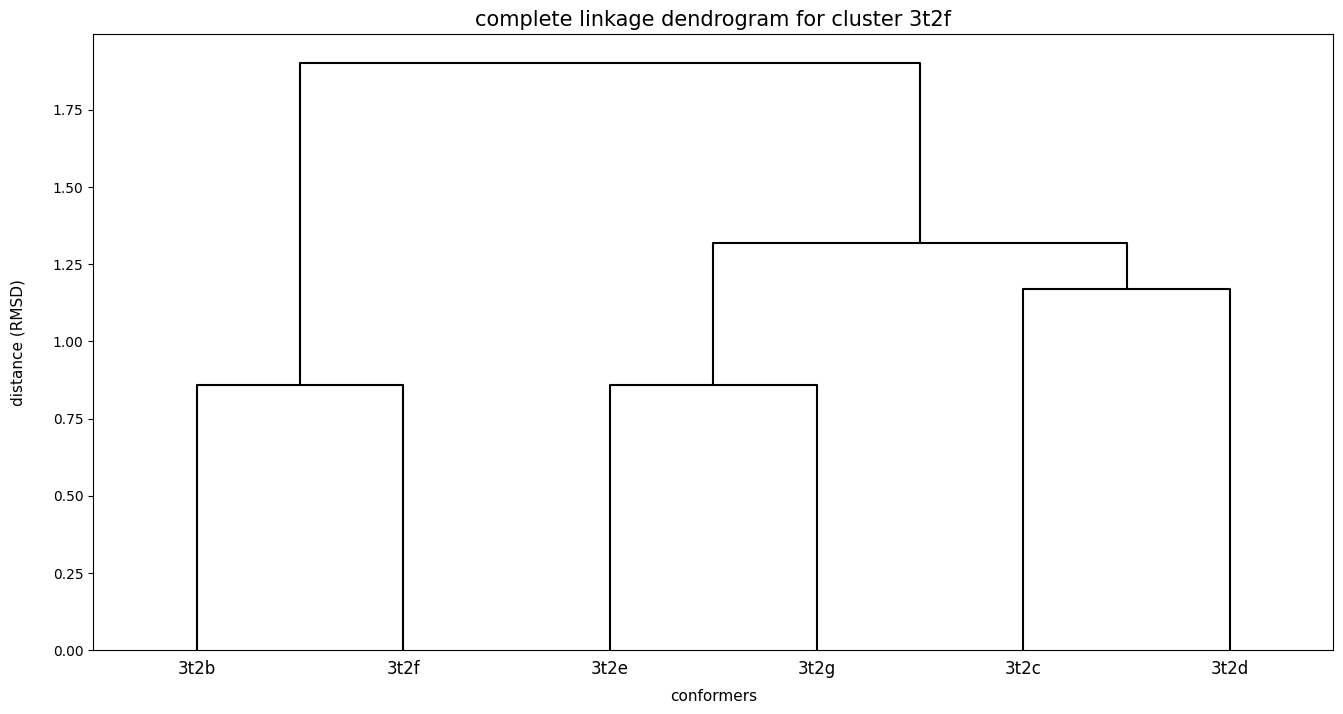 complete linkage dendrogram for cluster 3t2f
1.75
1.50
1.25
1.00
0.75
0.50
0.25
0.00
distance (RMSD)
3t2b 3t2f 3t2e 3t2g 3t2c 3t2d
conformers